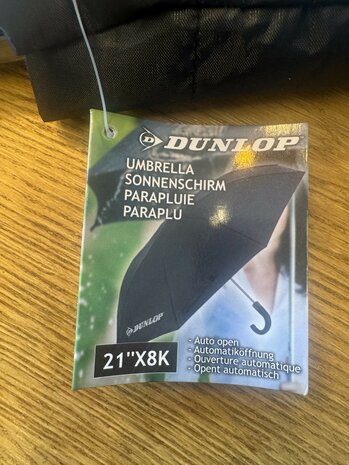 DUNLOP
UMBRELLA
SONNENSCHIRM
PARAPLUIE
PARAPLU
DUNLOP
21"X8K
- Auto open
- Automatiköffnung
- Ouverture automatique
- Opent automatisch